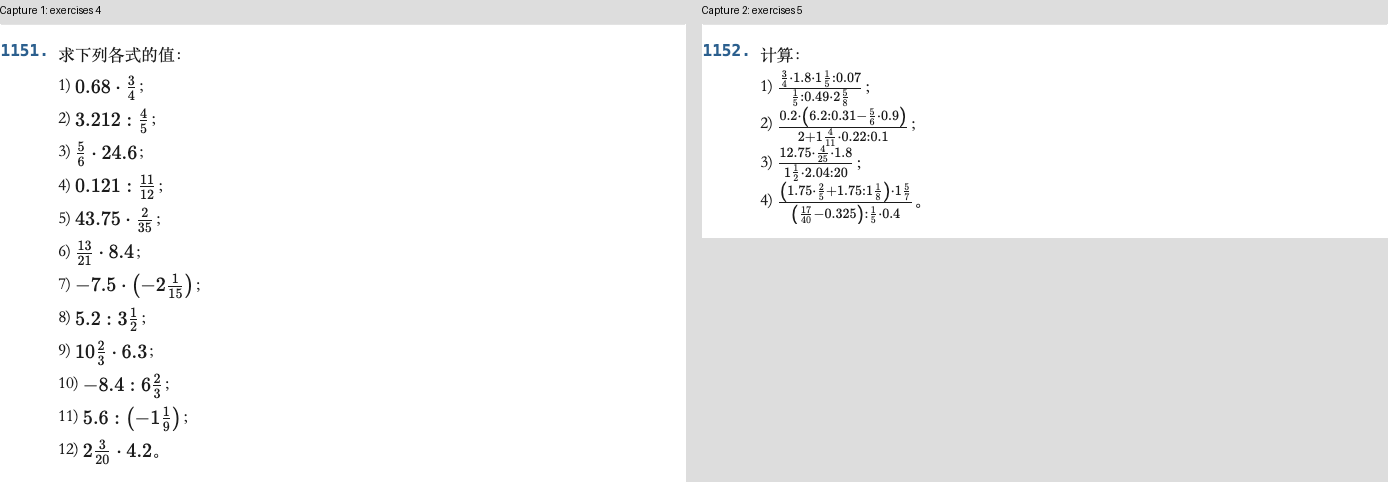 Capture 1: exercises 4
1151. 求下列各式的值:
1) 0.68 · 3/4 ;
2) 3.212 : 4/5 ;
3) 5/6 · 24.6;
4) 0.121 : 11/12 ;
5) 43.75 · 2/35 ;
6) 13/21 · 8.4;
7) −7.5 · (−2 1/15) ;
8) 5.2 : 3 1/2 ;
9) 10 2/3 · 6.3;
10) −8.4 : 6 2/3 ;
11) 5.6 : (−1 1/9) ;
12) 2 3/20 · 4.2。
Capture 2: exercises 5
1152. 计算:
1) (3/4·1.8·1 1/5:0.07)/(1/5:0.49·2 5/8) ;
2) (0.2·(6.2:0.31−5/6·0.9))/(2+1 4/11·0.22:0.1) ;
3) (12.75·4/25·1.8)/(1 1/2·2.04:20) ;
4) ((1.75·2/5+1.75:1 1/8)·1 5/7)/((17/40−0.325):1/5·0.4) 。